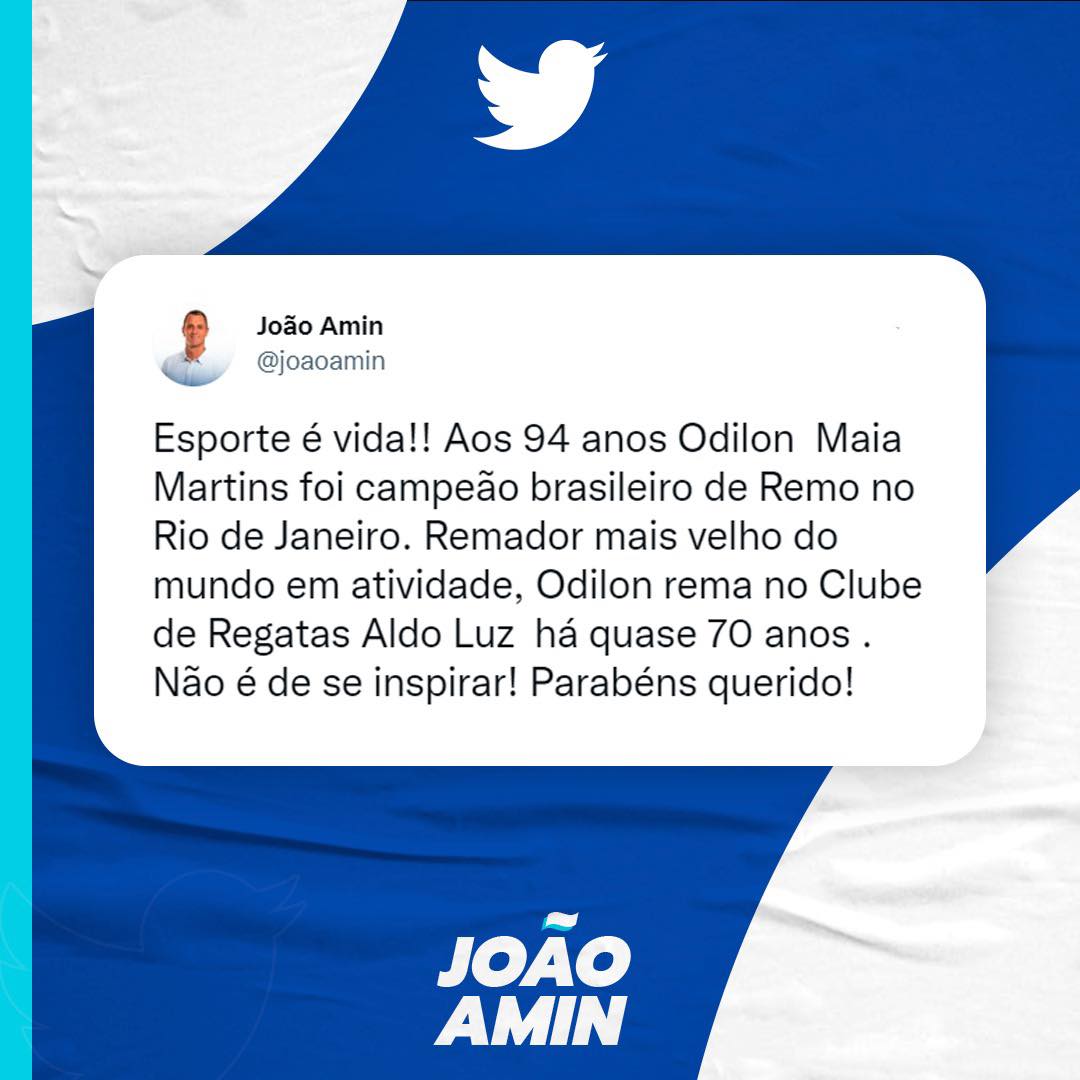 João Amin
@joaoamin
Esporte é vida!! Aos 94 anos Odilon  Maia
Martins foi campeão brasileiro de Remo no
Rio de Janeiro. Remador mais velho do
mundo em atividade, Odilon rema no Clube
de Regatas Aldo Luz  há quase 70 anos .
Não é de se inspirar! Parabéns querido!
JOÃO
AMIN